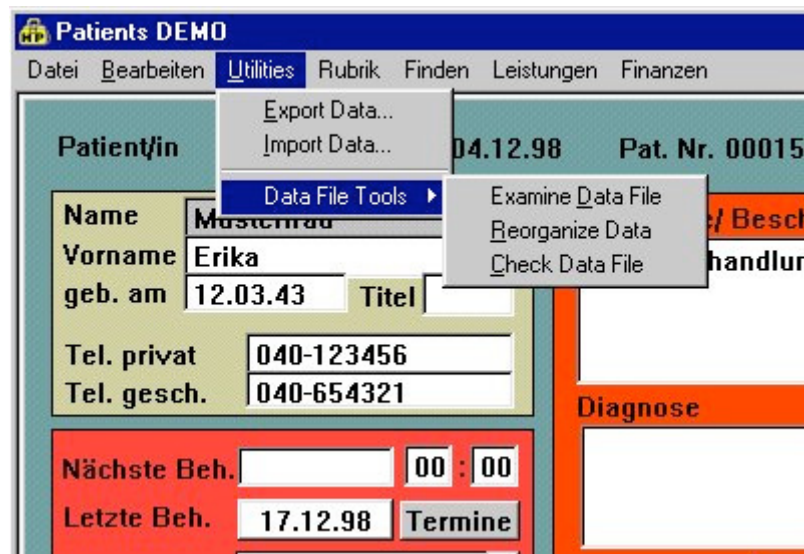 Patients DEMO
Datei Bearbeiten Utilities Rubrik Finden Leistungen Finanzen
Export Data...
Import Data...
Data File Tools
Examine Data File
Reorganize Data
Check Data File
Patient/in 04.12.98 Pat. Nr. 00015
Name
Vorname Erika
geb. am 12.03.43 Titel
Tel. privat 040-123456
Tel. gesch. 040-654321
Diagnose
Nächste Beh. 00 : 00
Letzte Beh. 17.12.98 Termine